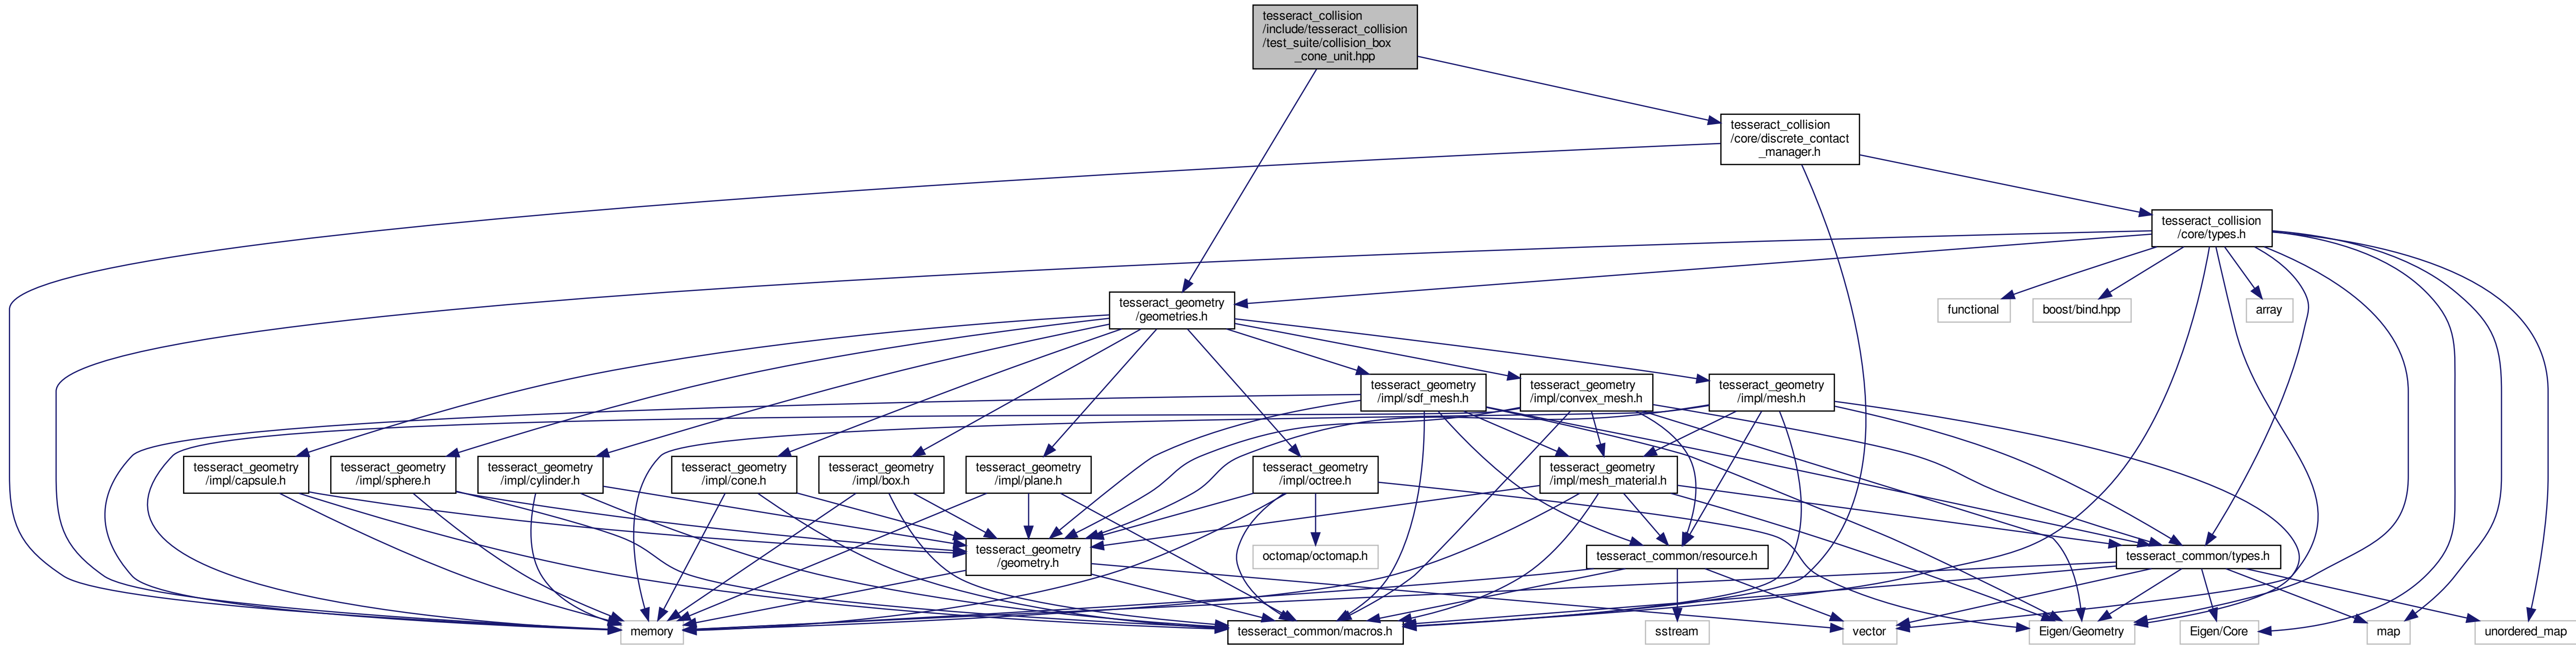 tesseract_collision
/include/tesseract_collision
/test_suite/collision_box
_cone_unit.hpp
tesseract_collision
/core/discrete_contact
_manager.h
tesseract_collision
/core/types.h
tesseract_geometry
/geometries.h
functional
boost/bind.hpp
array
tesseract_geometry
/impl/sdf_mesh.h
tesseract_geometry
/impl/convex_mesh.h
tesseract_geometry
/impl/mesh.h
tesseract_geometry
/impl/capsule.h
tesseract_geometry
/impl/sphere.h
tesseract_geometry
/impl/cylinder.h
tesseract_geometry
/impl/cone.h
tesseract_geometry
/impl/box.h
tesseract_geometry
/impl/plane.h
tesseract_geometry
/impl/octree.h
tesseract_geometry
/impl/mesh_material.h
tesseract_geometry
/geometry.h
octomap/octomap.h
tesseract_common/resource.h
tesseract_common/types.h
memory
tesseract_common/macros.h
sstream
vector
Eigen/Geometry
Eigen/Core
map
unordered_map